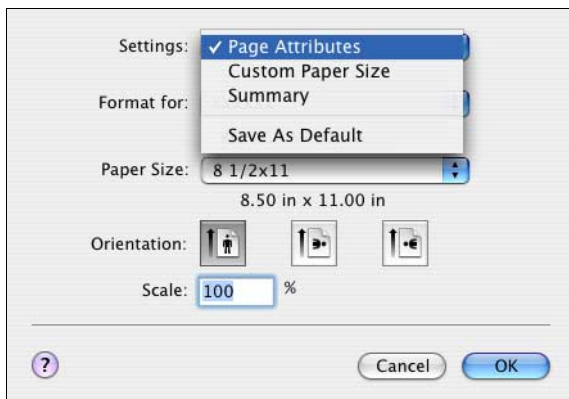 Settings: ✓ Page Attributes
Custom Paper Size
Format for: Summary
Save As Default
Paper Size: 8 1/2x11
8.50 in x 11.00 in
Orientation:
Scale: 100 %
? Cancel OK